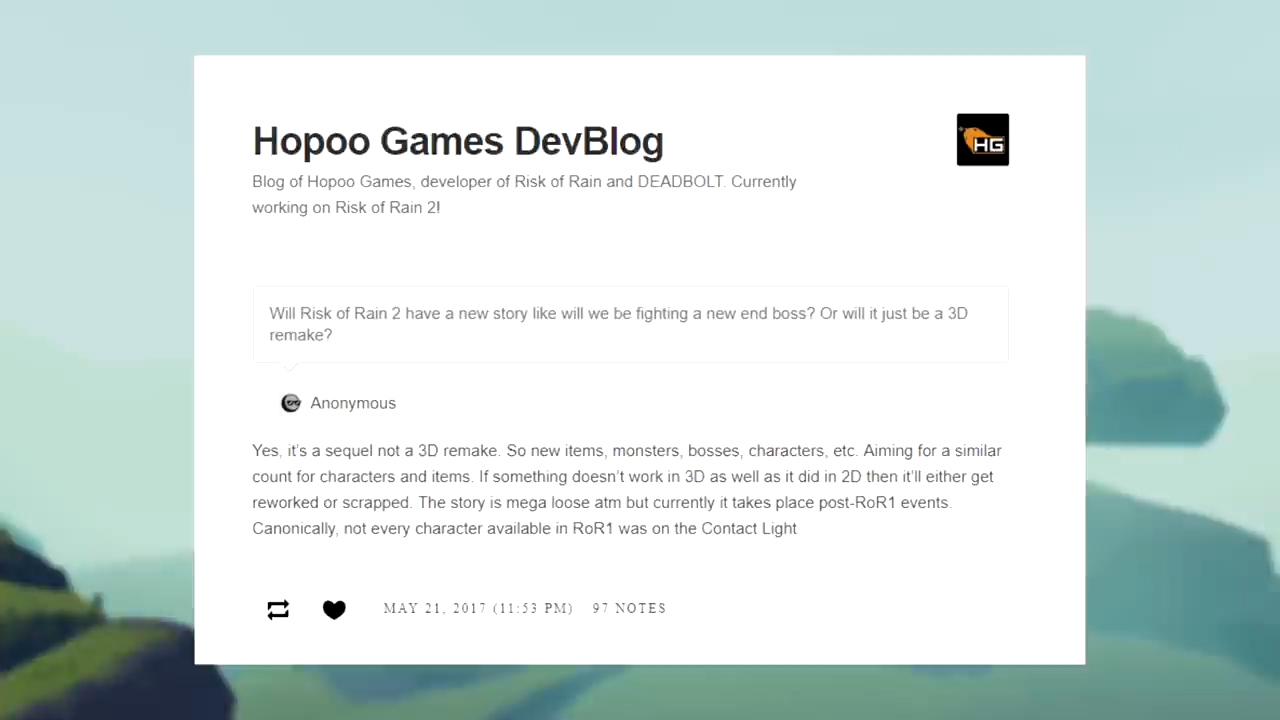 Hopoo Games DevBlog
HG
Blog of Hopoo Games, developer of Risk of Rain and DEADBOLT. Currently
working on Risk of Rain 2!
Will Risk of Rain 2 have a new story like will we be fighting a new end boss? Or will it just be a 3D
remake?
Anonymous
Yes, it's a sequel not a 3D remake. So new items, monsters, bosses, characters, etc. Aiming for a similar
count for characters and items. If something doesn't work in 3D as well as it did in 2D then it'll either get
reworked or scrapped. The story is mega loose atm but currently it takes place post-RoR1 events.
Canonically, not every character available in RoR1 was on the Contact Light
MAY 21, 2017 (11:53 PM) 97 NOTES